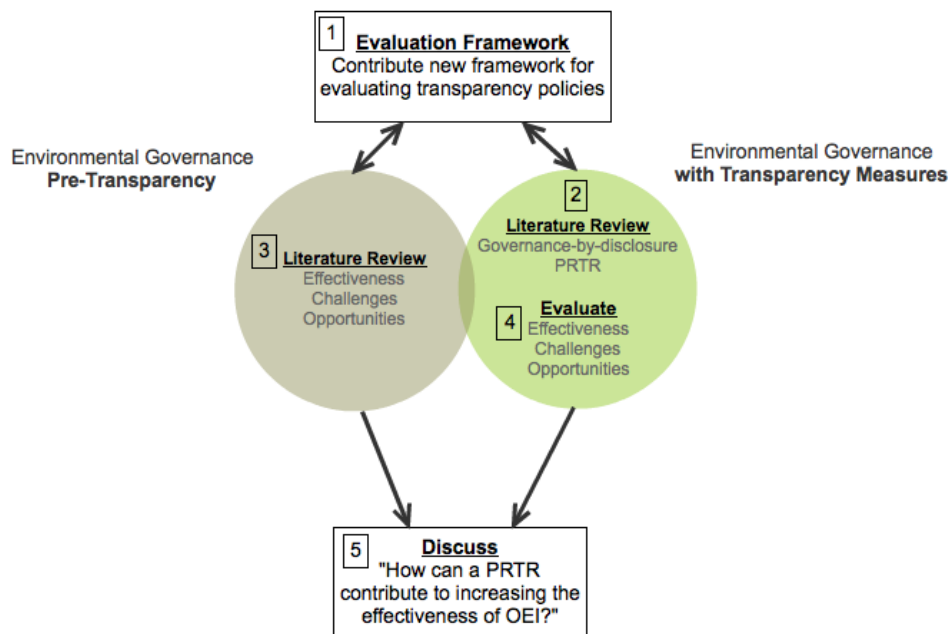 1
Evaluation Framework
Contribute new framework for
evaluating transparency policies
Environmental Governance
Pre-Transparency
Environmental Governance
with Transparency Measures
2
Literature Review
Governance-by-disclosure
PRTR
3
Literature Review
Effectiveness
Challenges
Opportunities
4
Evaluate
Effectiveness
Challenges
Opportunities
5
Discuss
"How can a PRTR
contribute to increasing the
effectiveness of OEI?"